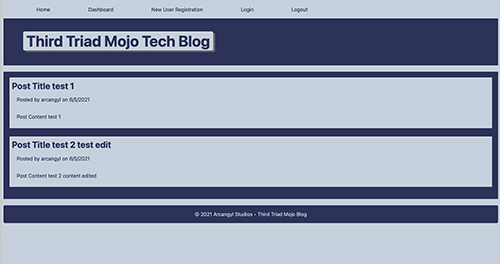 Home Dashboard New User Registration Login Logout
Third Triad Mojo Tech Blog
Post Title test 1
Posted by arcangyl on 6/5/2021
Post Content test 1
Post Title test 2 test edit
Posted by arcangyl on 6/5/2021
Post Content test 2 content edited
© 2021 Arcangyl Studios • Third Triad Mojo Blog